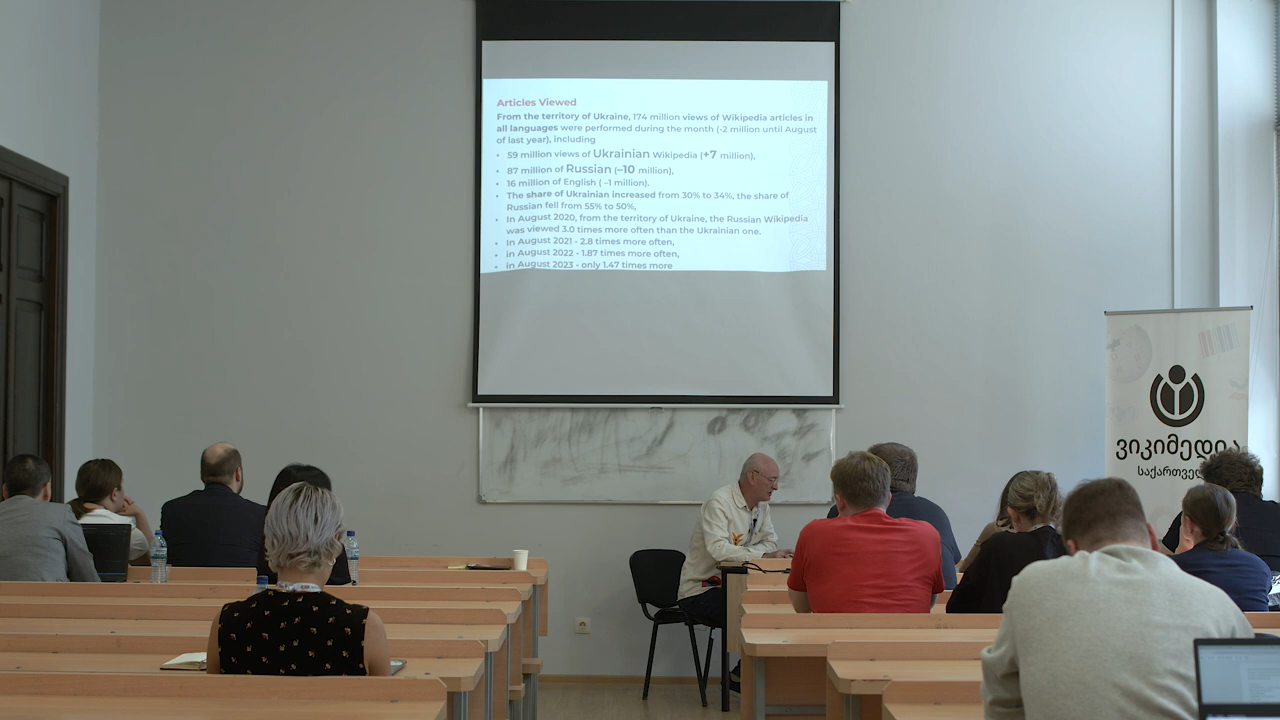 Articles Viewed
From the territory of Ukraine, 174 million views of Wikipedia articles in
all languages were performed during the month (-2 million until August
of last year), including
• 59 million views of Ukrainian Wikipedia (+7 million),
• 87 million of Russian (–10 million),
• 16 million of English ( –1 million).
• The share of Ukrainian increased from 30% to 34%, the share of
Russian fell from 55% to 50%,
• In August 2020, from the territory of Ukraine, the Russian Wikipedia
was viewed 3.0 times more often than the Ukrainian one.
• In August 2021 - 2.8 times more often,
• in August 2022 - 1.87 times more often,
• in August 2023 - only 1.47 times more
ვიკიმედია